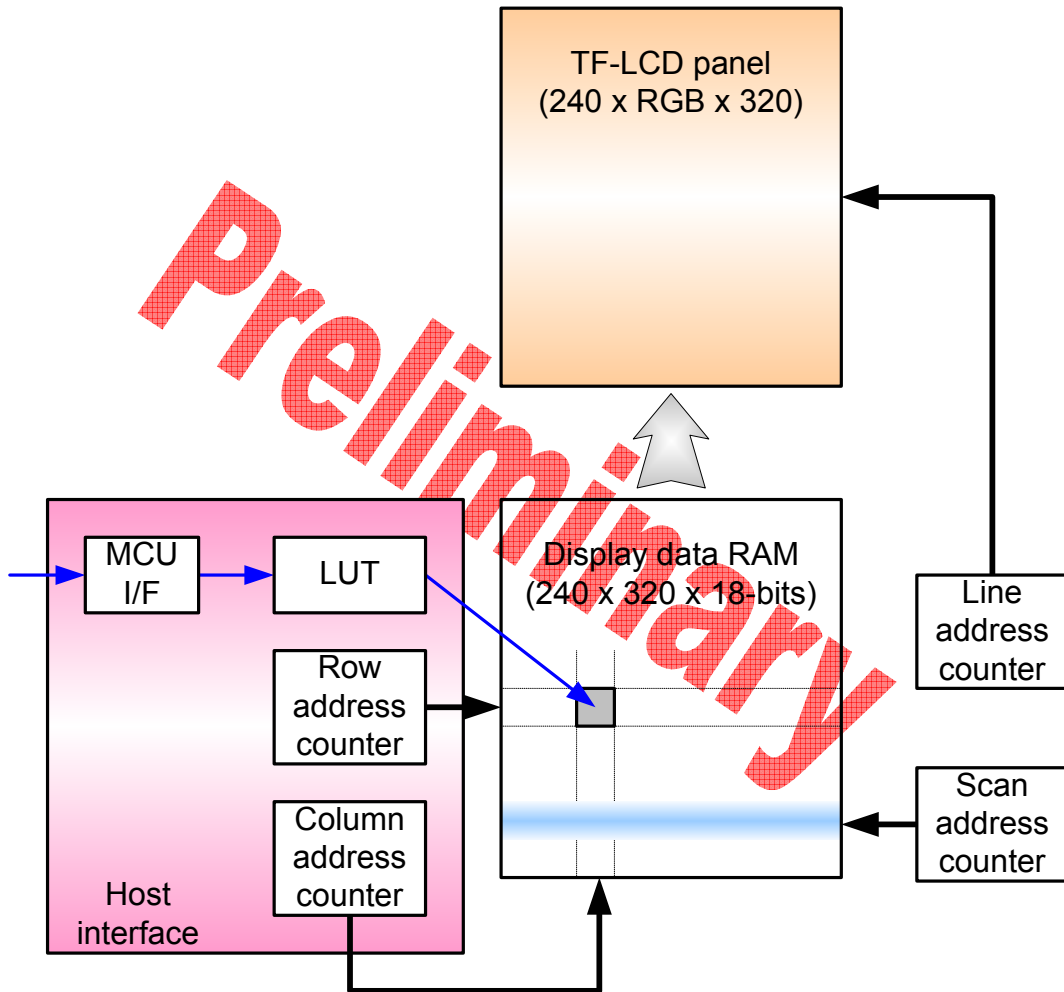 TF-LCD panel
(240 x RGB x 320)
Preliminary
MCU
I/F
LUT
Display data RAM
(240 x 320 x 18-bits)
Line
address
counter
Row
address
counter
Scan
address
counter
Column
address
counter
Host
interface